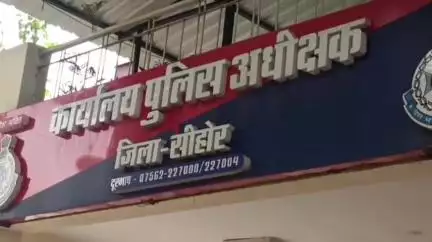 कार्यालय पुलिस अधीक्षक
जिला-सीहोर
दूरभाष - 07562-227000/227004